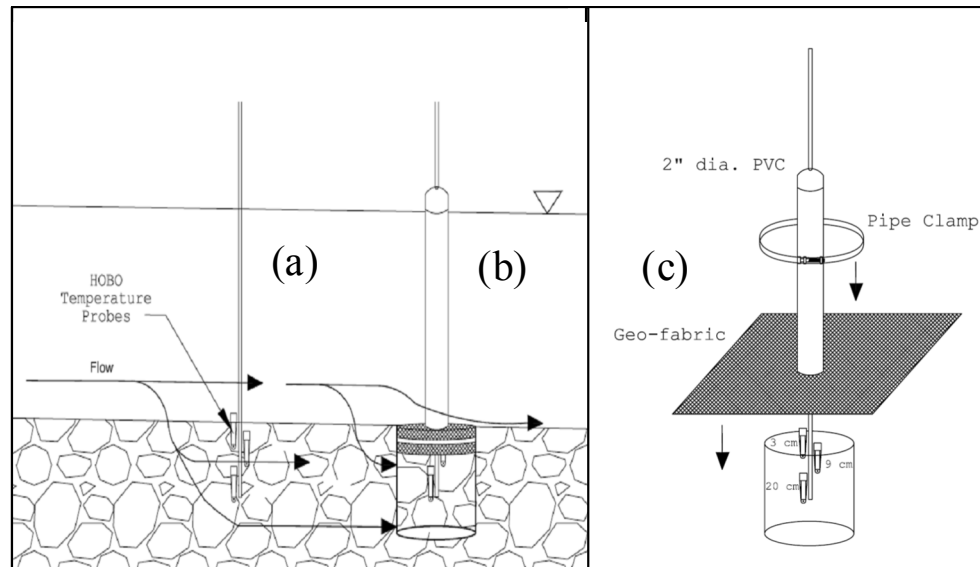 (a)
(b)
HOBO
Temperature
Probes
Flow
(c)
2" dia. PVC
Pipe Clamp
Geo-fabric
3 cm
9 cm
20 cm